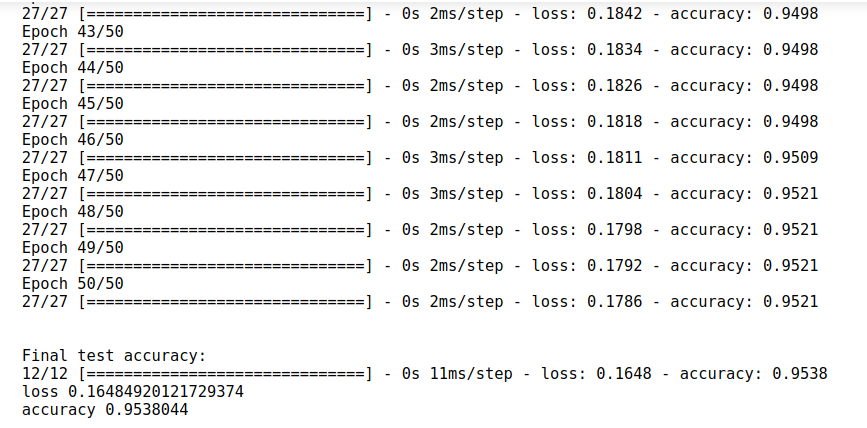 27/27 [==============================] - 0s 2ms/step - loss: 0.1842 - accuracy: 0.9498
Epoch 43/50
27/27 [==============================] - 0s 3ms/step - loss: 0.1834 - accuracy: 0.9498
Epoch 44/50
27/27 [==============================] - 0s 2ms/step - loss: 0.1826 - accuracy: 0.9498
Epoch 45/50
27/27 [==============================] - 0s 2ms/step - loss: 0.1818 - accuracy: 0.9498
Epoch 46/50
27/27 [==============================] - 0s 3ms/step - loss: 0.1811 - accuracy: 0.9509
Epoch 47/50
27/27 [==============================] - 0s 3ms/step - loss: 0.1804 - accuracy: 0.9521
Epoch 48/50
27/27 [==============================] - 0s 2ms/step - loss: 0.1798 - accuracy: 0.9521
Epoch 49/50
27/27 [==============================] - 0s 2ms/step - loss: 0.1792 - accuracy: 0.9521
Epoch 50/50
27/27 [==============================] - 0s 2ms/step - loss: 0.1786 - accuracy: 0.9521
Final test accuracy:
12/12 [==============================] - 0s 11ms/step - loss: 0.1648 - accuracy: 0.9538
loss 0.16484920121729374
accuracy 0.9538044